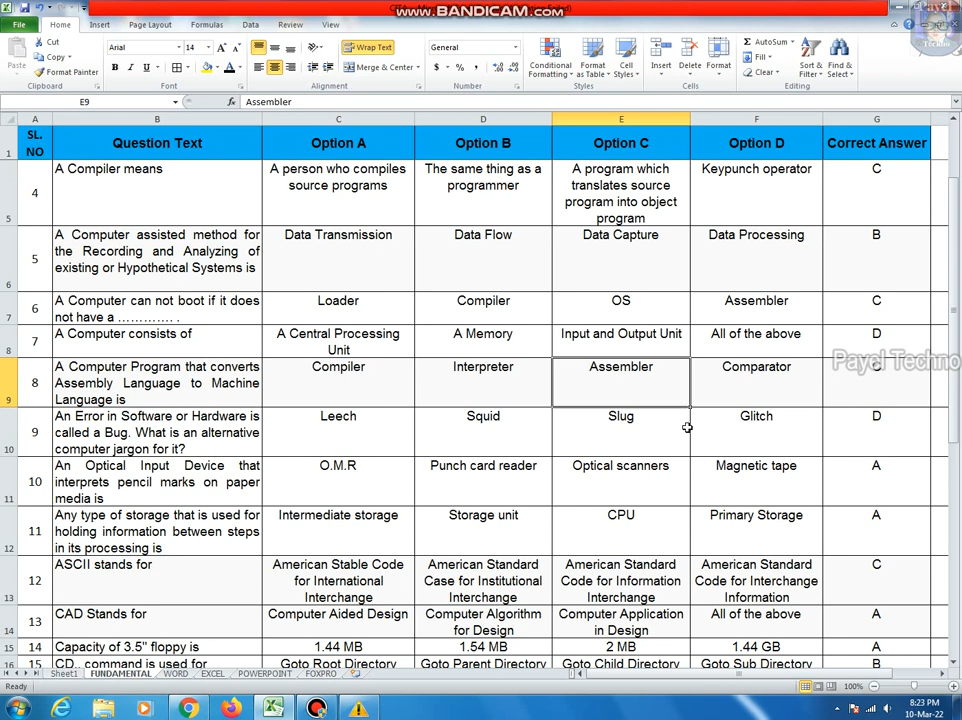 www.BANDICAM.com
File Home Insert Page Layout Formulas Data Review View
Cut
Copy
Format Painter
Paste
Clipboard
Arial 14
B I U
Font
Wrap Text
Merge & Center
Alignment
General
$ % ,
Number
Conditional Formatting
Format as Table
Cell Styles
Styles
Insert Delete Format
Cells
AutoSum
Fill
Clear
Sort & Filter
Find & Select
Editing
Techno
E9 fx Assembler
A B C D E F G
1 SL. NO Question Text Option A Option B Option C Option D Correct Answer
5 4 A Compiler means A person who compiles source programs The same thing as a programmer A program which translates source program into object program Keypunch operator C
6 5 A Computer assisted method for the Recording and Analyzing of existing or Hypothetical Systems is Data Transmission Data Flow Data Capture Data Processing B
7 6 A Computer can not boot if it does not have a …………. . Loader Compiler OS Assembler C
8 7 A Computer consists of A Central Processing Unit A Memory Input and Output Unit All of the above D
Payel Techno
9 8 A Computer Program that converts Assembly Language to Machine Language is Compiler Interpreter Assembler Comparator C
10 9 An Error in Software or Hardware is called a Bug. What is an alternative computer jargon for it? Leech Squid Slug Glitch D
11 10 An Optical Input Device that interprets pencil marks on paper media is O.M.R Punch card reader Optical scanners Magnetic tape A
12 11 Any type of storage that is used for holding information between steps in its processing is Intermediate storage Storage unit CPU Primary Storage A
13 12 ASCII stands for American Stable Code for International Interchange American Standard Case for Institutional Interchange American Standard Code for Information Interchange American Standard Code for Interchange Information C
14 13 CAD Stands for Computer Aided Design Computer Algorithm for Design Computer Application in Design All of the above A
15 14 Capacity of 3.5" floppy is 1.44 MB 1.54 MB 2 MB 1.44 GB A
16 15 CD.. command is used for Goto Root Directory Goto Parent Directory Goto Child Directory Goto Sub Directory B
Sheet1 FUNDAMENTAL WORD EXCEL POWERPOINT FOXPRO
Ready 100%
8:23 PM
10-Mar-22